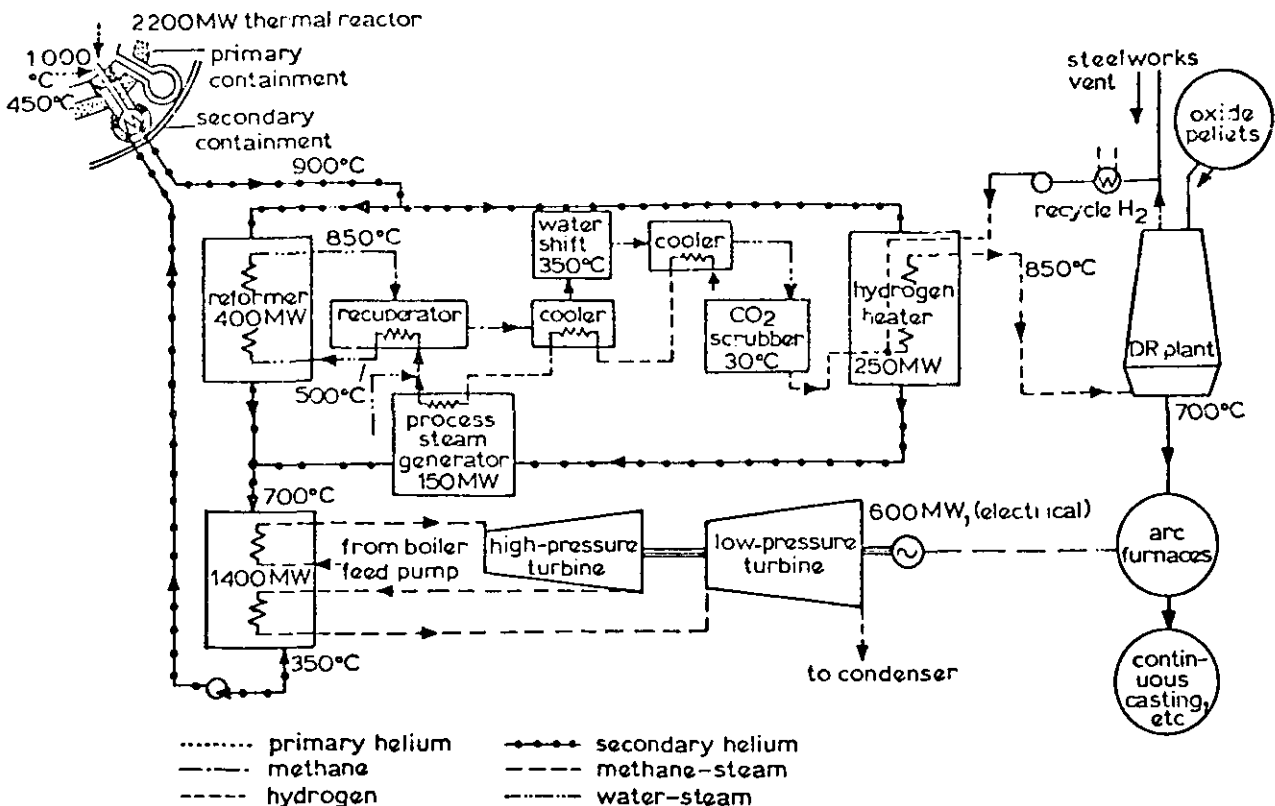 2200MW thermal reactor
1000
°C
450°C
primary
containment
secondary
containment
900°C
steelworks
vent
oxide
pellets
recycle H2
850°C
water
shift
350°C
cooler
reformer
400MW
recuperator
cooler
CO2
scrubber
30°C
hydrogen
heater
250MW
850°C
DR plant
500°C
process
steam
generator
150MW
700°C
700°C
1400MW
from boiler
feed pump
high-pressure
turbine
low-pressure
turbine
600MW, (electrical)
arc
furnaces
350°C
to condenser
contin-
uous
casting,
etc
primary helium
secondary helium
methane
methane-steam
hydrogen
water-steam